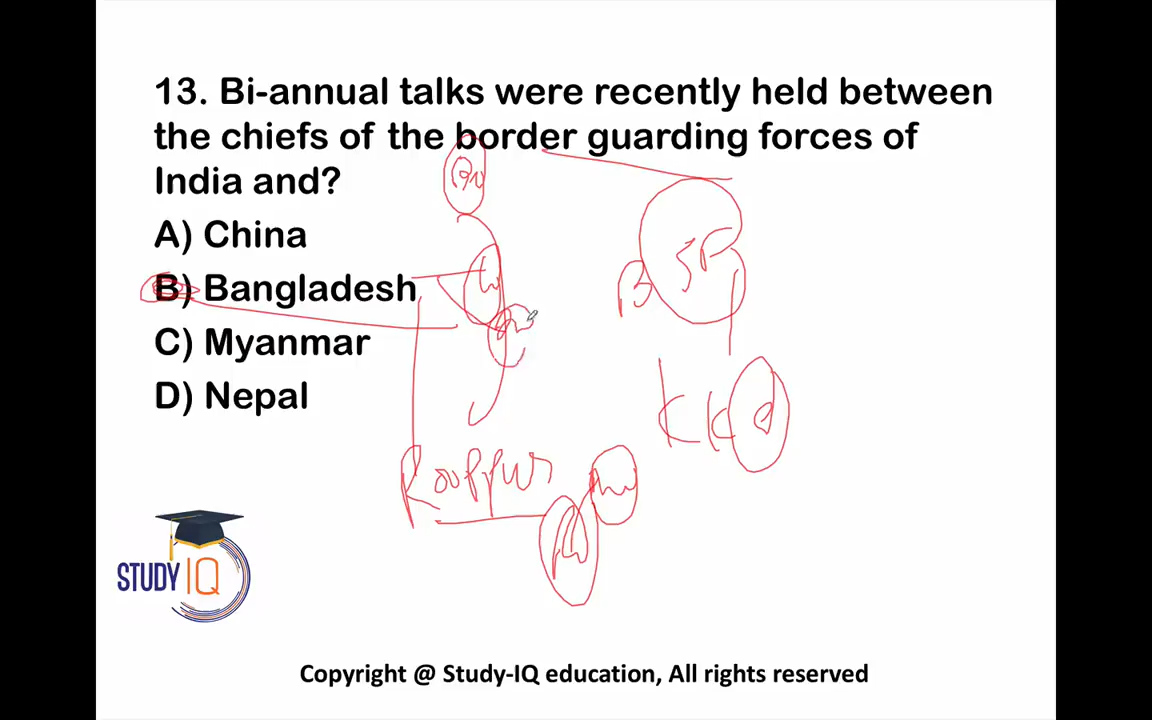 13. Bi-annual talks were recently held between
the chiefs of the border guarding forces of
India and?
A) China
B) Bangladesh
C) Myanmar
D) Nepal
Rooppur
STUDY IQ
Copyright @ Study-IQ education, All rights reserved